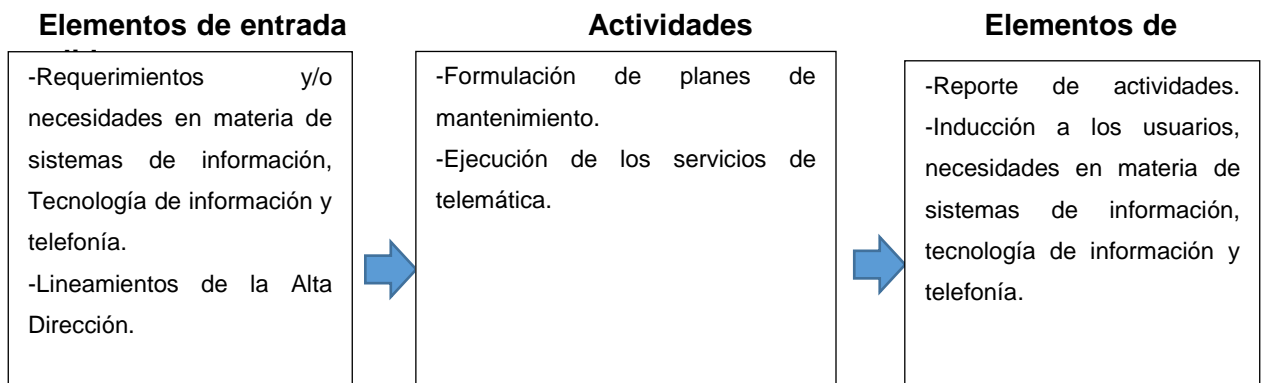 Elementos de entrada Actividades Elementos de
-Requerimientos y/o
necesidades en materia de
sistemas de información,
Tecnología de información y
telefonía.
-Lineamientos de la Alta
Dirección.
-Formulación de planes de
mantenimiento.
-Ejecución de los servicios de
telemática.
-Reporte de actividades.
-Inducción a los usuarios,
necesidades en materia de
sistemas de información,
tecnología de información y
telefonía.